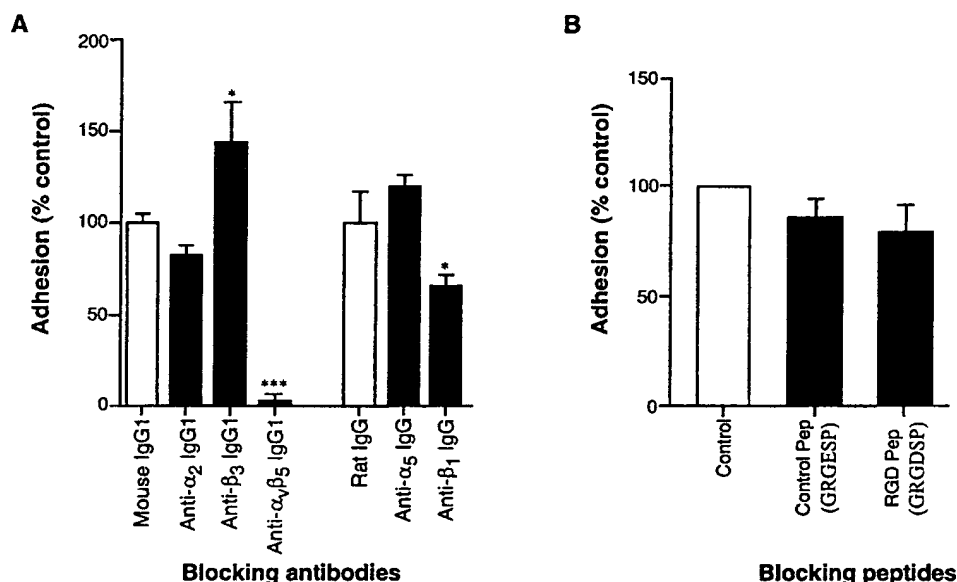 A
Adhesion (% control)
200
150
100
50
0
*
***
*
Mouse IgG1
Anti-α2 IgG1
Anti-β3 IgG1
Anti-αvβ5 IgG1
Rat IgG
Anti-α5 IgG
Anti-β1 IgG
Blocking antibodies
B
Adhesion (% control)
150
100
50
0
Control
Control Pep
(GRGESP)
RGD Pep
(GRGDSP)
Blocking peptides